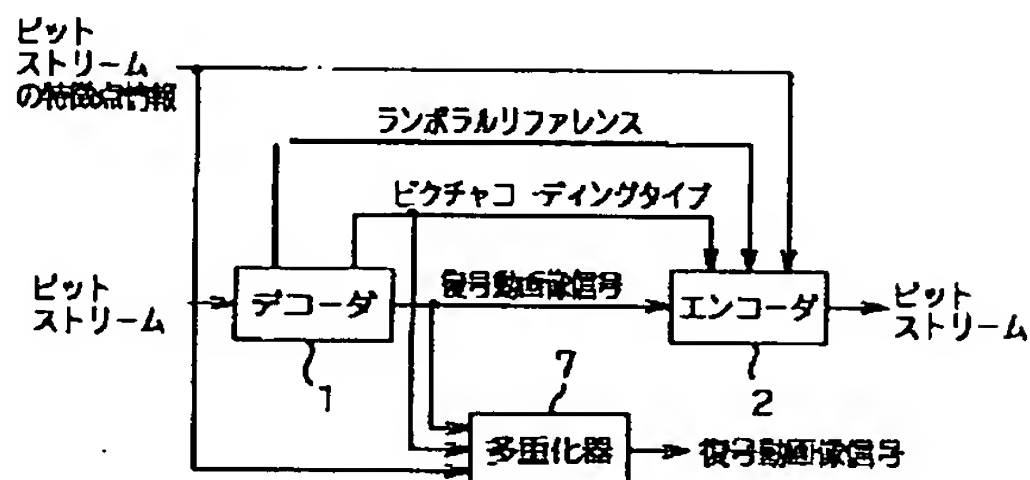 ビット
ストリーム
の特徴点情報
ランポラルリファレンス
ピクチャコーディングタイプ
ビット
ストリーム
デコーダ
復号動画像信号
エンコーダ
ビット
ストリーム
1
7
2
多重化器
復号動画像信号